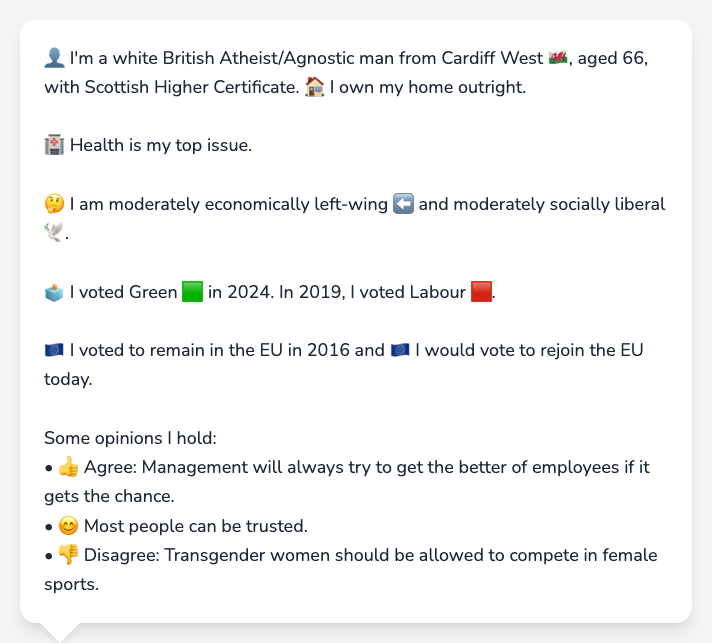 👤 I'm a white British Atheist/Agnostic man from Cardiff West 🏴󠁧󠁢󠁷󠁬󠁳󠁿, aged 66,
with Scottish Higher Certificate. 🏠 I own my home outright.
🏥 Health is my top issue.
🤔 I am moderately economically left-wing ⬅️ and moderately socially liberal
🕊️.
🗳️ I voted Green 🟩 in 2024. In 2019, I voted Labour 🟥.
🇪🇺 I voted to remain in the EU in 2016 and 🇪🇺 I would vote to rejoin the EU
today.
Some opinions I hold:
• 👍 Agree: Management will always try to get the better of employees if it
gets the chance.
• 😊 Most people can be trusted.
• 👎 Disagree: Transgender women should be allowed to compete in female
sports.